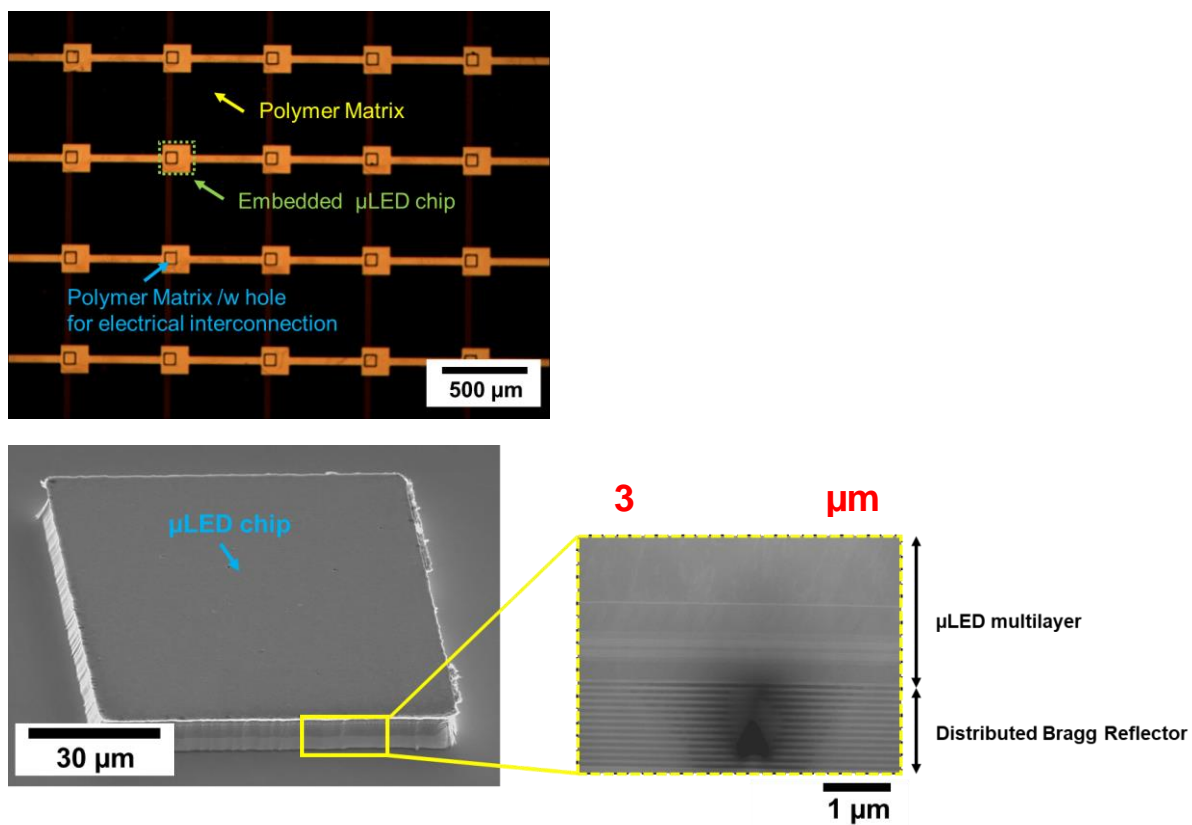 Polymer Matrix
Embedded µLED chip
Polymer Matrix /w hole
for electrical interconnection
500 µm
µLED chip
30 µm
3 µm
µLED multilayer
Distributed Bragg Reflector
1 µm